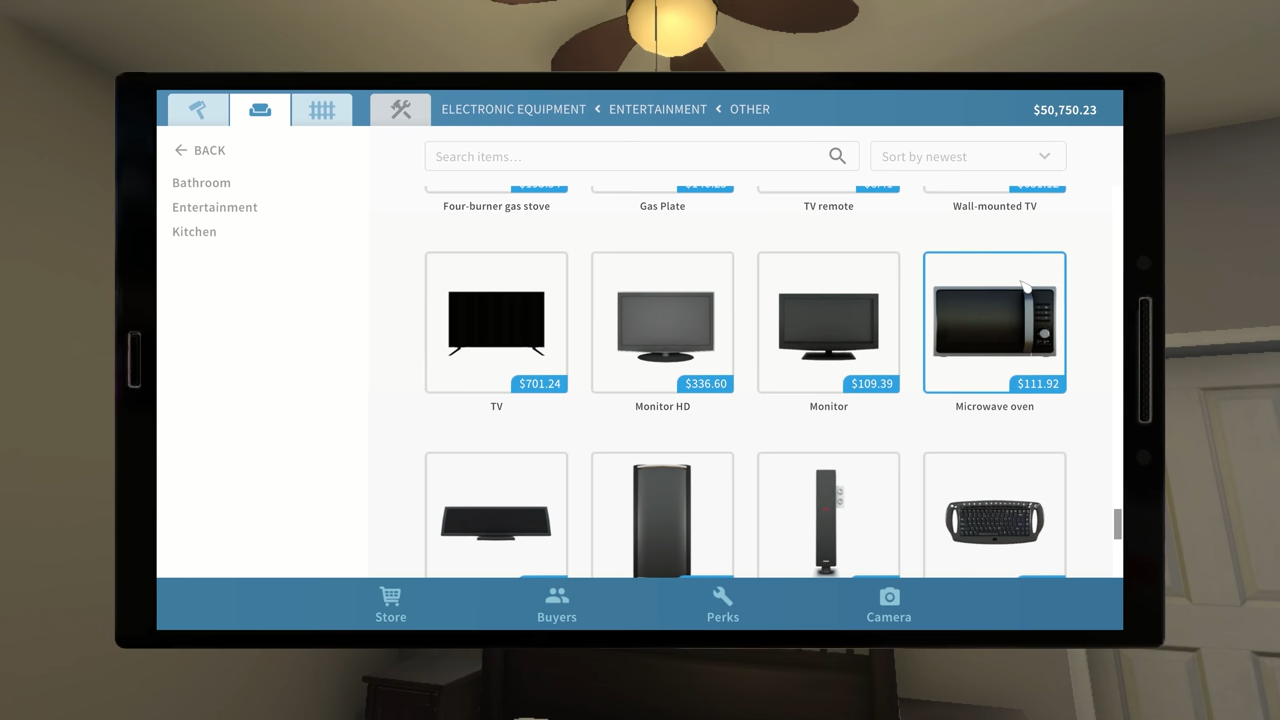 ELECTRONIC EQUIPMENT < ENTERTAINMENT < OTHER
$50,750.23
BACK
Search items...
Sort by newest
Bathroom
Entertainment
Kitchen
Four-burner gas stove
Gas Plate
TV remote
Wall-mounted TV
$701.24
$336.60
$109.39
$111.92
TV
Monitor HD
Monitor
Microwave oven
Store
Buyers
Perks
Camera